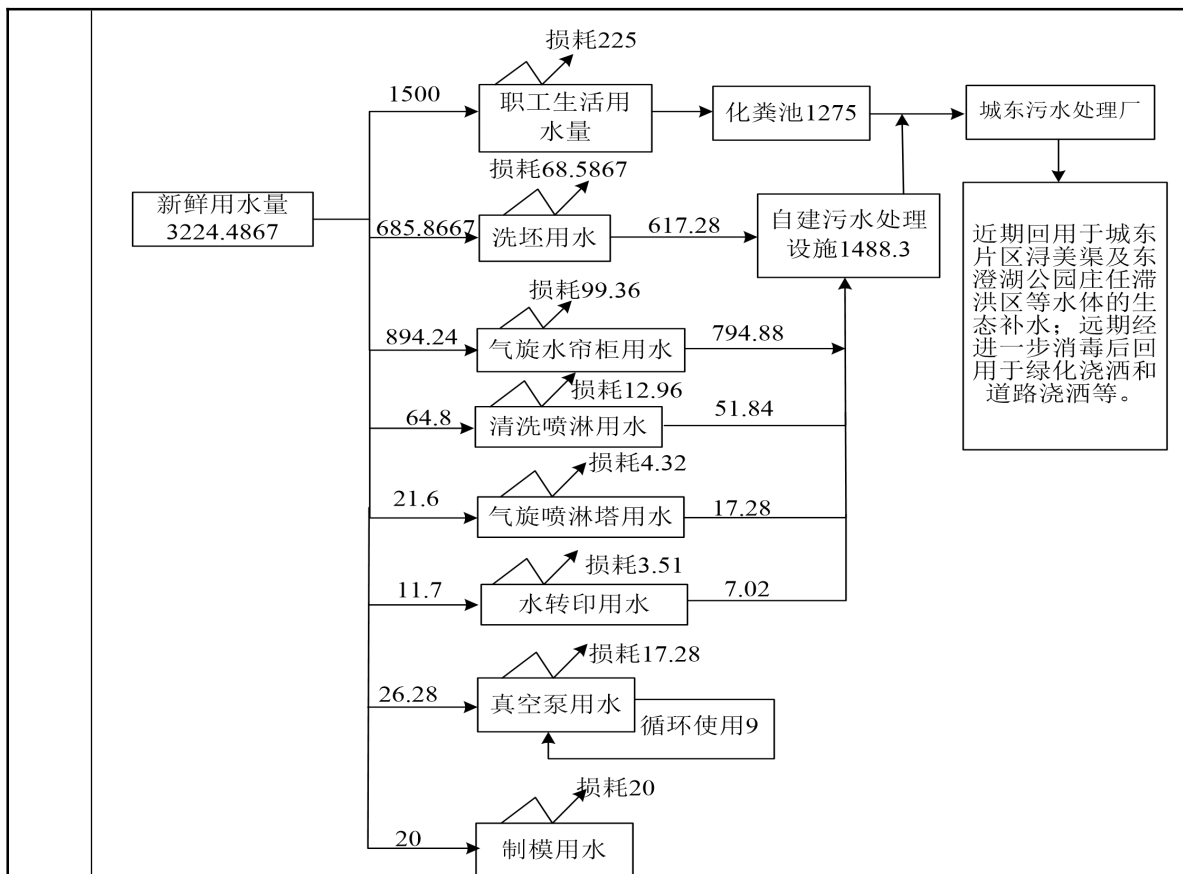 损耗225
1500
职工生活用
水量
化粪池1275
城东污水处理厂
损耗68.5867
新鲜用水量
3224.4867
685.8667
洗坯用水
617.28
自建污水处理
设施1488.3
近期回用于城东
片区浔美渠及东
澄湖公园庄任滞
洪区等水体的生
态补水；远期经
进一步消毒后回
用于绿化浇洒和
道路浇洒等。
损耗99.36
894.24
气旋水帘柜用水
794.88
损耗12.96
64.8
清洗喷淋用水
51.84
损耗4.32
21.6
气旋喷淋塔用水
17.28
损耗3.51
11.7
水转印用水
7.02
损耗17.28
26.28
真空泵用水
循环使用9
损耗20
20
制模用水